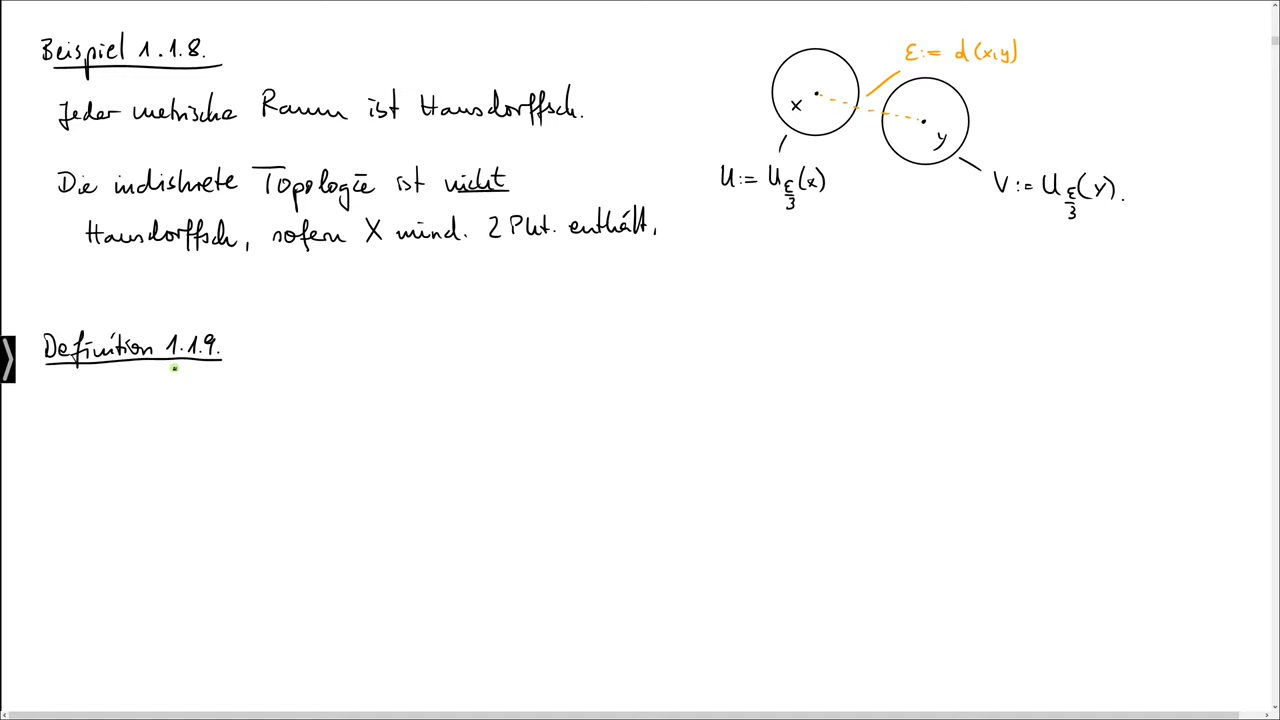 Beispiel 1.1.8.
Jeder metrische Raum ist Hausdorffsch.
Die indiskrete Topologie ist nicht
Hausdorffsch, sofern X mind. 2 Pkt. enthält.
ε := d(x,y)
x
y
U := U_{ε/3}(x)
V := U_{ε/3}(y).
Definition 1.1.9.